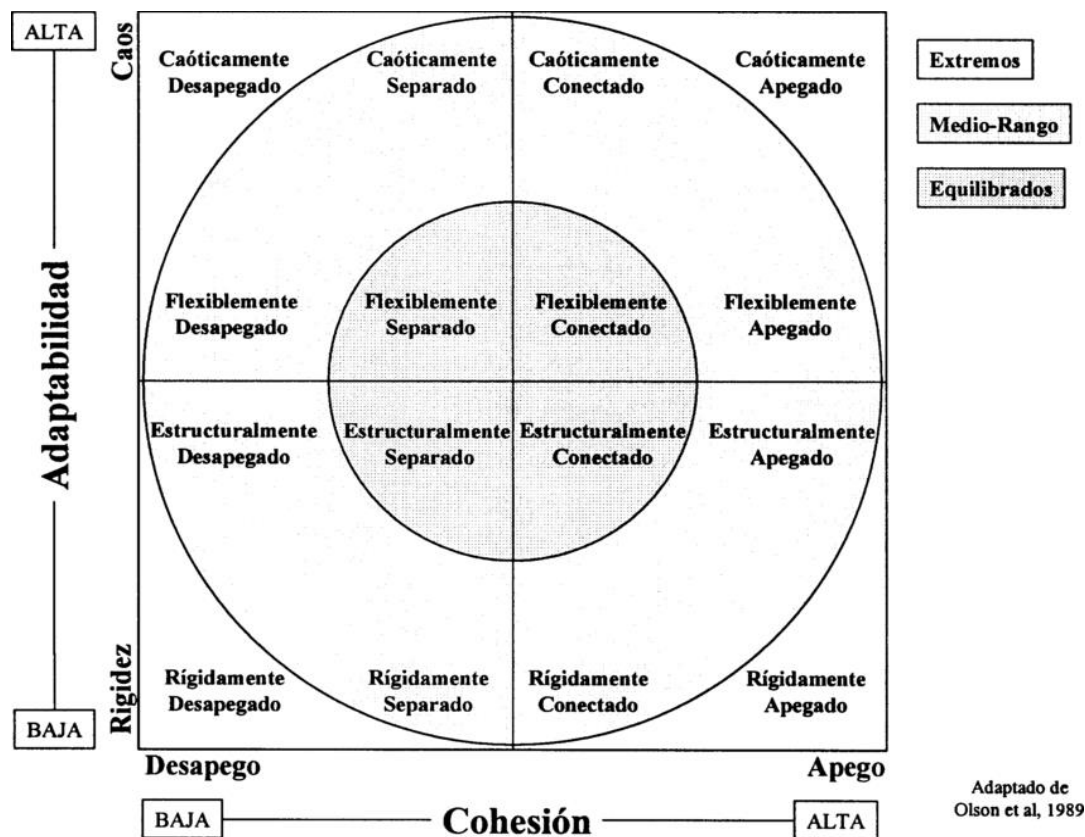 ALTA
Caos
Caóticamente
Desapegado
Caóticamente
Separado
Caóticamente
Conectado
Caóticamente
Apegado
Extremos
Medio-Rango
Equilibrados
Adaptabilidad
Flexiblemente
Desapegado
Flexiblemente
Separado
Flexiblemente
Conectado
Flexiblemente
Apegado
Estructuralmente
Desapegado
Estructuralmente
Separado
Estructuralmente
Conectado
Estructuralmente
Apegado
Rigidez
Rígidamente
Desapegado
Rígidamente
Separado
Rígidamente
Conectado
Rígidamente
Apegado
BAJA
Desapego
Apego
BAJA
Cohesión
ALTA
Adaptado de
Olson et al, 1989